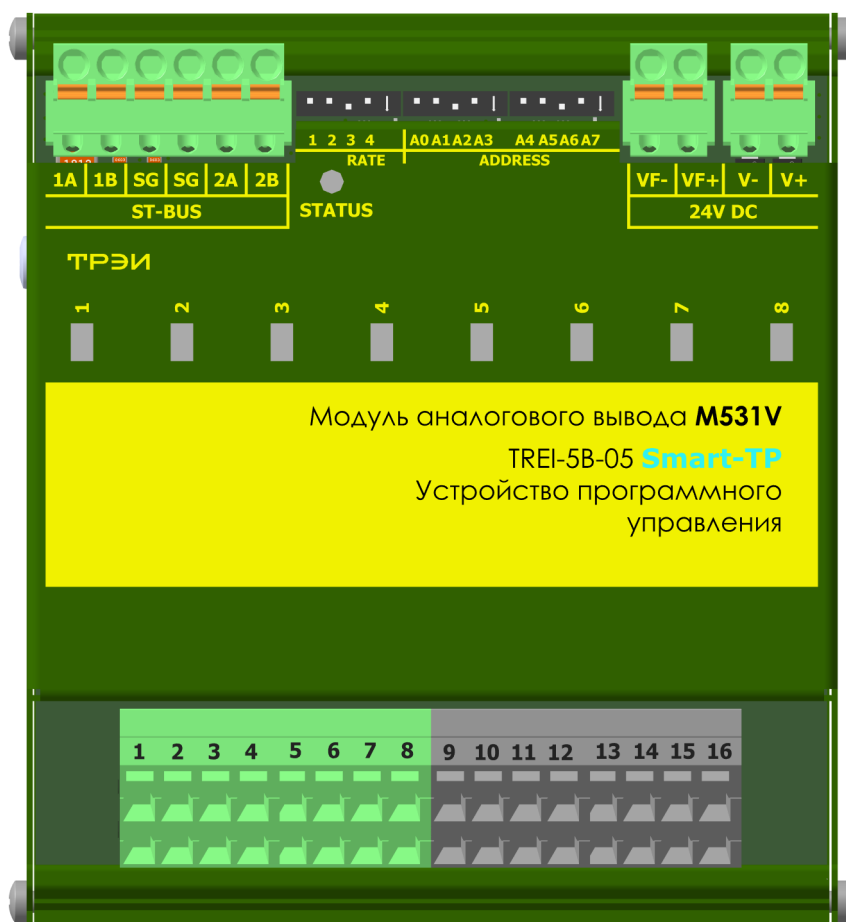 1 2 3 4 A0 A1 A2 A3 A4 A5 A6 A7
RATE ADDRESS
1A 1B SG SG 2A 2B
ST-BUS
STATUS
VF- VF+ V- V+
24V DC
ТРЭИ
1 2 3 4 5 6 7 8
Модуль аналогового вывода M531V
TREI-5B-05 Smart-TP
Устройство программного
управления
1 2 3 4 5 6 7 8 9 10 11 12 13 14 15 16